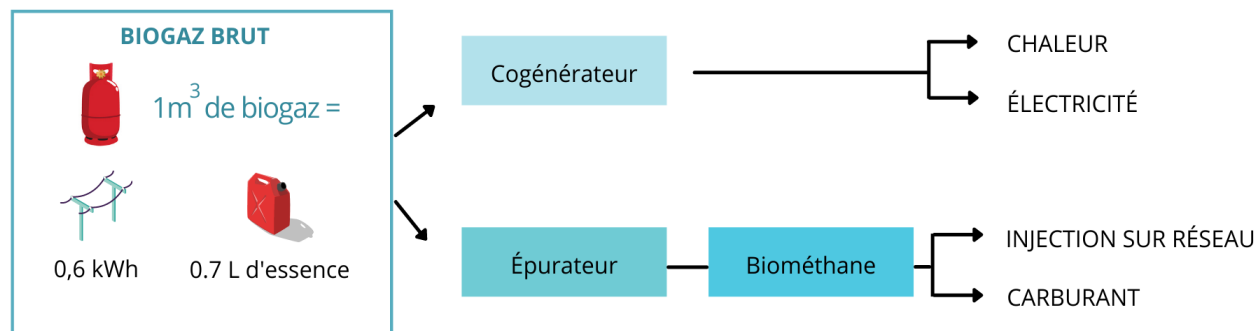 BIOGAZ BRUT
1m³ de biogaz =
0,6 kWh
0.7 L d'essence
Cogénérateur
CHALEUR
ÉLECTRICITÉ
Épurateur
Biométhane
INJECTION SUR RÉSEAU
CARBURANT